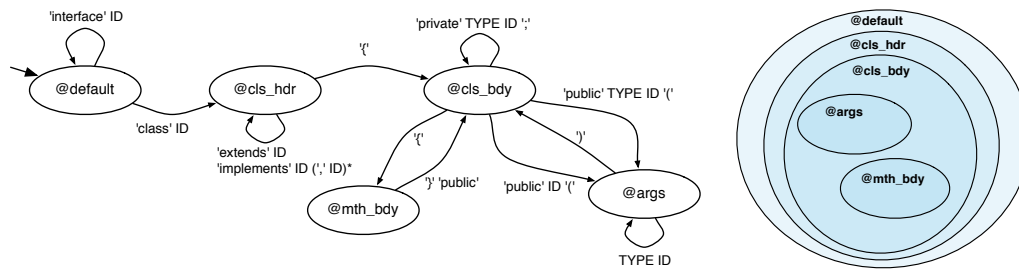 'interface' ID
@default
'class' ID
@cls_hdr
'extends' ID
'implements' ID (',' ID)*
'{'
'private' TYPE ID ';'
@cls_bdy
'{'
'}' 'public'
@mth_bdy
'public' TYPE ID '('
')'
'public' ID '('
@args
TYPE ID
@default
@cls_hdr
@cls_bdy
@args
@mth_bdy